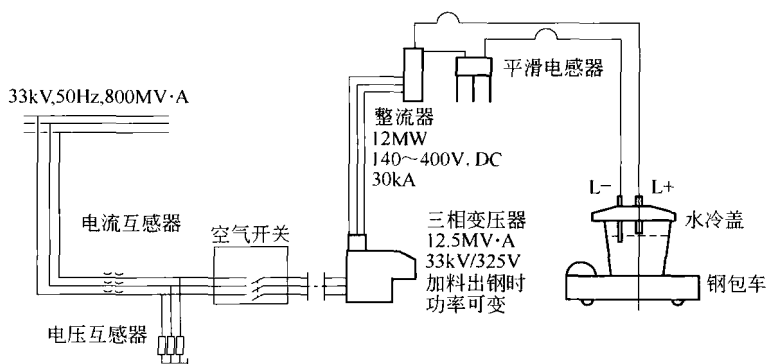 33kV,50Hz,800MV·A
电流互感器
空气开关
电压互感器
整流器
12MW
140～400V. DC
30kA
平滑电感器
三相变压器
12.5MV·A
33kV/325V
加料出钢时
功率可变
L−
L+
水冷盖
钢包车